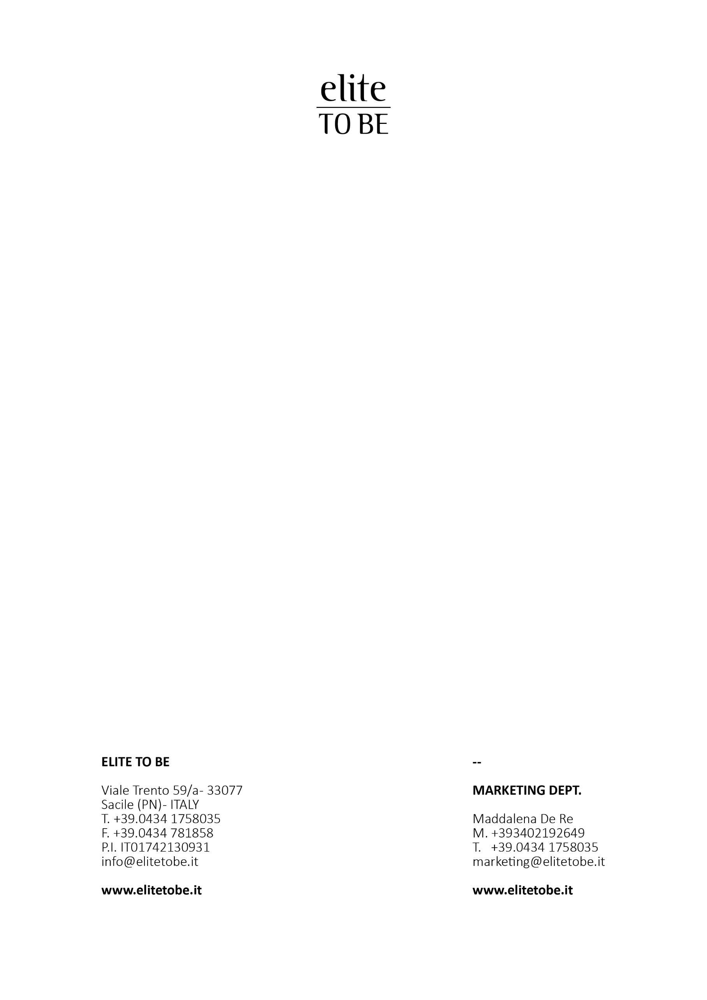 elite
TO BE
ELITE TO BE
Viale Trento 59/a- 33077
Sacile (PN)- ITALY
T. +39.0434 1758035
F. +39.0434 781858
P.I. IT01742130931
info@elitetobe.it
www.elitetobe.it
--
MARKETING DEPT.
Maddalena De Re
M. +393402192649
T. +39.0434 1758035
marketing@elitetobe.it
www.elitetobe.it